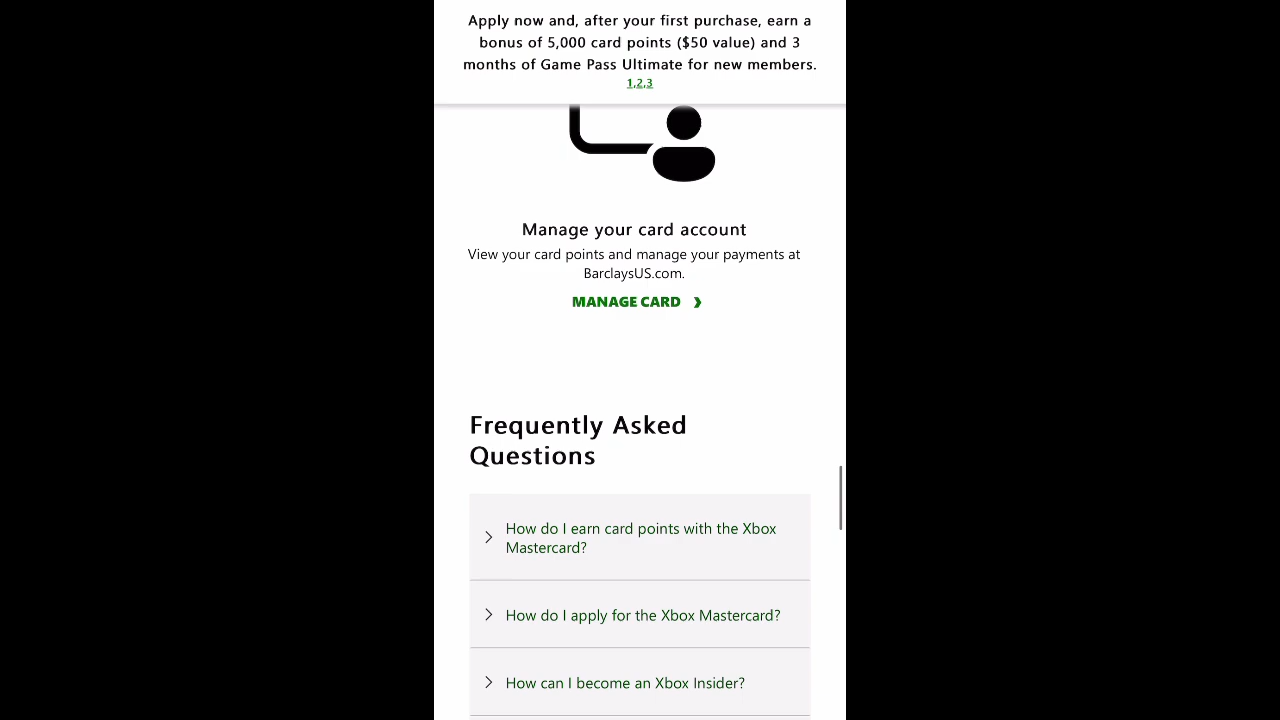 Apply now and, after your first purchase, earn a
bonus of 5,000 card points ($50 value) and 3
months of Game Pass Ultimate for new members.
1,2,3
Manage your card account
View your card points and manage your payments at
BarclaysUS.com.
MANAGE CARD
Frequently Asked
Questions
How do I earn card points with the Xbox
Mastercard?
How do I apply for the Xbox Mastercard?
How can I become an Xbox Insider?